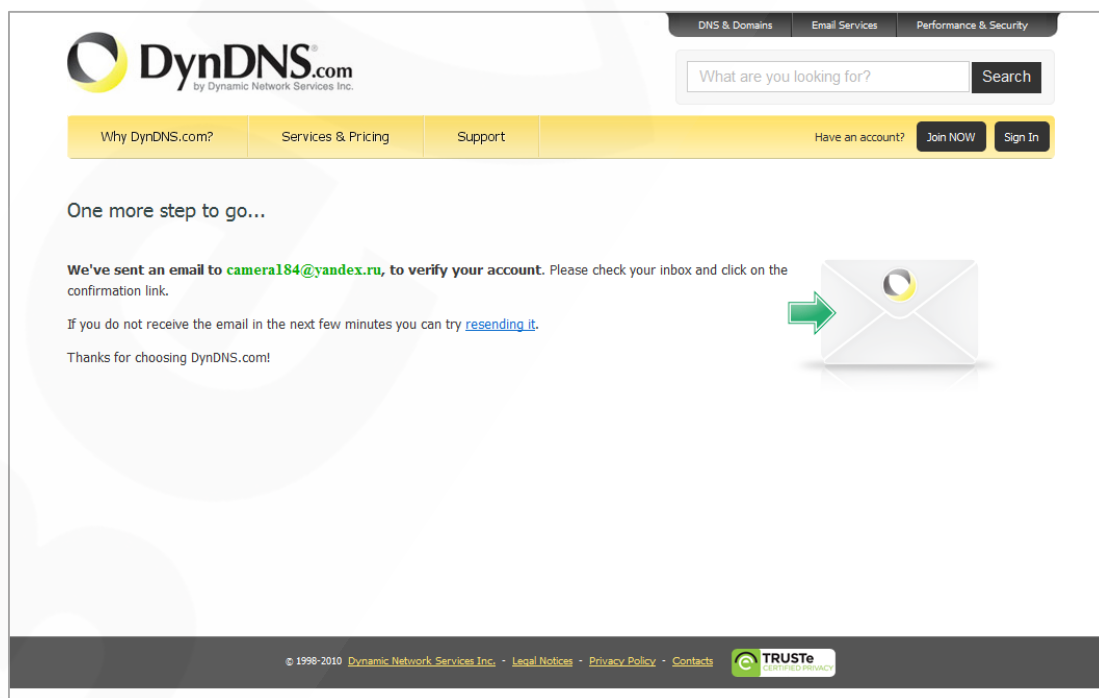 DNS & Domains Email Services Performance & Security
DynDNS.com
by Dynamic Network Services Inc.
What are you looking for? Search
Why DynDNS.com? Services & Pricing Support Have an account? Join NOW Sign In
One more step to go...
We've sent an email to camera184@yandex.ru, to verify your account. Please check your inbox and click on the
confirmation link.
If you do not receive the email in the next few minutes you can try resending it.
Thanks for choosing DynDNS.com!
© 1998-2010 Dynamic Network Services Inc. - Legal Notices - Privacy Policy - Contacts TRUSTe
CERTIFIED PRIVACY